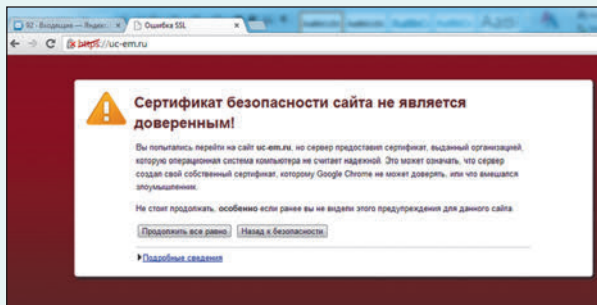 92 - Входящие — Яндекс.
Ошибка SSL
https://uc-em.ru
Сертификат безопасности сайта не является
доверенным!
Вы попытались перейти на сайт uc-em.ru, но сервер предоставил сертификат, выданный организацией,
которую операционная система компьютера не считает надежной. Это может означать, что сервер
создал свой собственный сертификат, которому Google Chrome не может доверять, или что вмешался
злоумышленник.
Не стоит продолжать, особенно если ранее вы не видели этого предупреждения для данного сайта.
Продолжить все равно Назад к безопасности
Подробные сведения